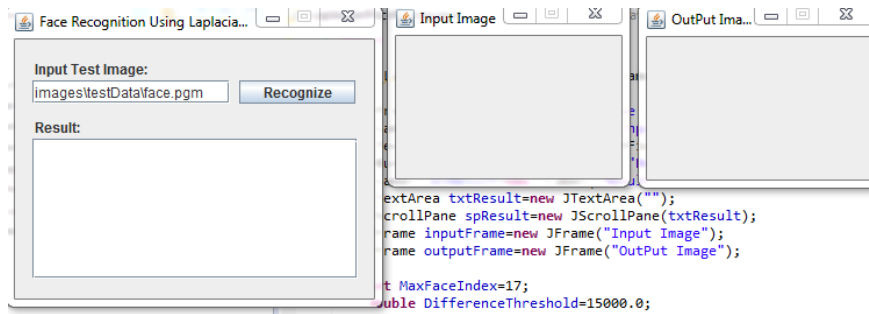 Face Recognition Using Laplacia...
Input Test Image:
images\testData\face.pgm
Recognize
Result:
Input Image
OutPut Ima...
extArea txtResult=new JTextArea("");
crollPane spResult=new JScrollPane(txtResult);
rame inputFrame=new JFrame("Input Image");
rame outputFrame=new JFrame("OutPut Image");
t MaxFaceIndex=17;
uble DifferenceThreshold=15000.0;